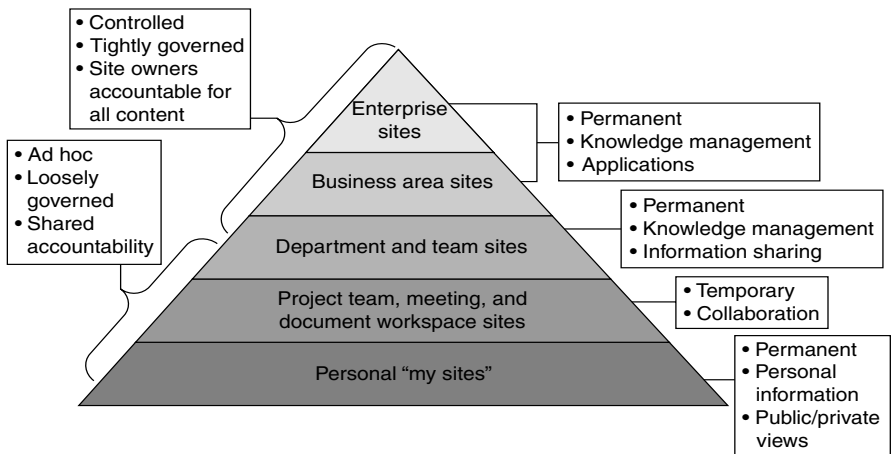 • Controlled
• Tightly governed
• Site owners
accountable for
all content
• Ad hoc
• Loosely
governed
• Shared
accountability
Enterprise
sites
Business area sites
Department and team sites
Project team, meeting, and
document workspace sites
Personal “my sites”
• Permanent
• Knowledge management
• Applications
• Permanent
• Knowledge management
• Information sharing
• Temporary
• Collaboration
• Permanent
• Personal
information
• Public/private
views